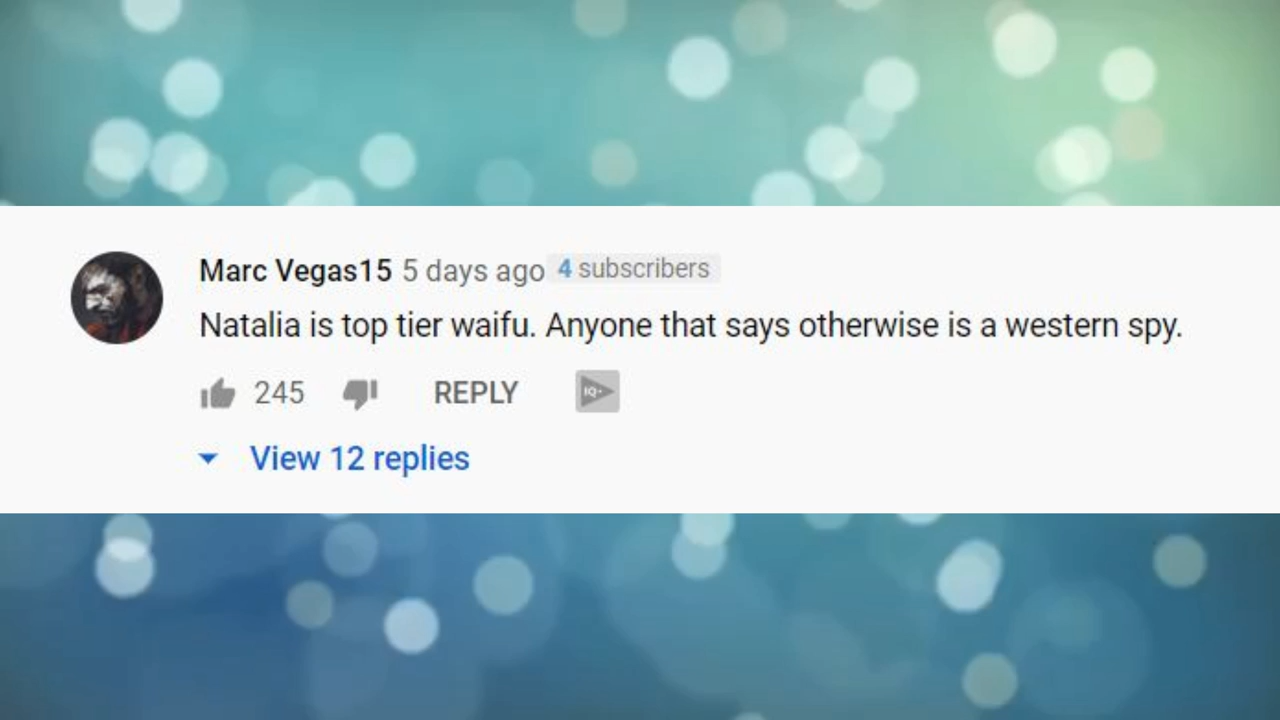 Marc Vegas15 5 days ago 4 subscribers
Natalia is top tier waifu. Anyone that says otherwise is a western spy.
245 REPLY IQ+
View 12 replies